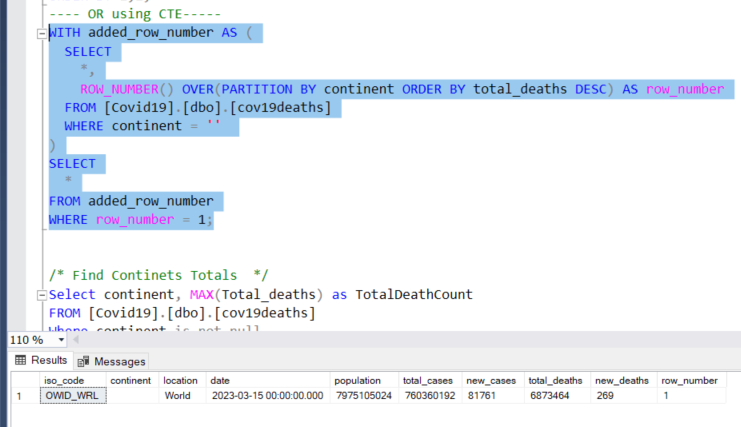 ---- OR using CTE-----
WITH added_row_number AS (
SELECT
*,
ROW_NUMBER() OVER(PARTITION BY continent ORDER BY total_deaths DESC) AS row_number
FROM [Covid19].[dbo].[cov19deaths]
WHERE continent = ''
)
SELECT
*
FROM added_row_number
WHERE row_number = 1;
/* Find Continets Totals */
Select continent, MAX(Total_deaths) as TotalDeathCount
FROM [Covid19].[dbo].[cov19deaths]
Where continent is not null
110 %
Results Messages
iso_code continent location date population total_cases new_cases total_deaths new_deaths row_number
1 OWID_WRL World 2023-03-15 00:00:00.000 7975105024 760360192 81761 6873464 269 1